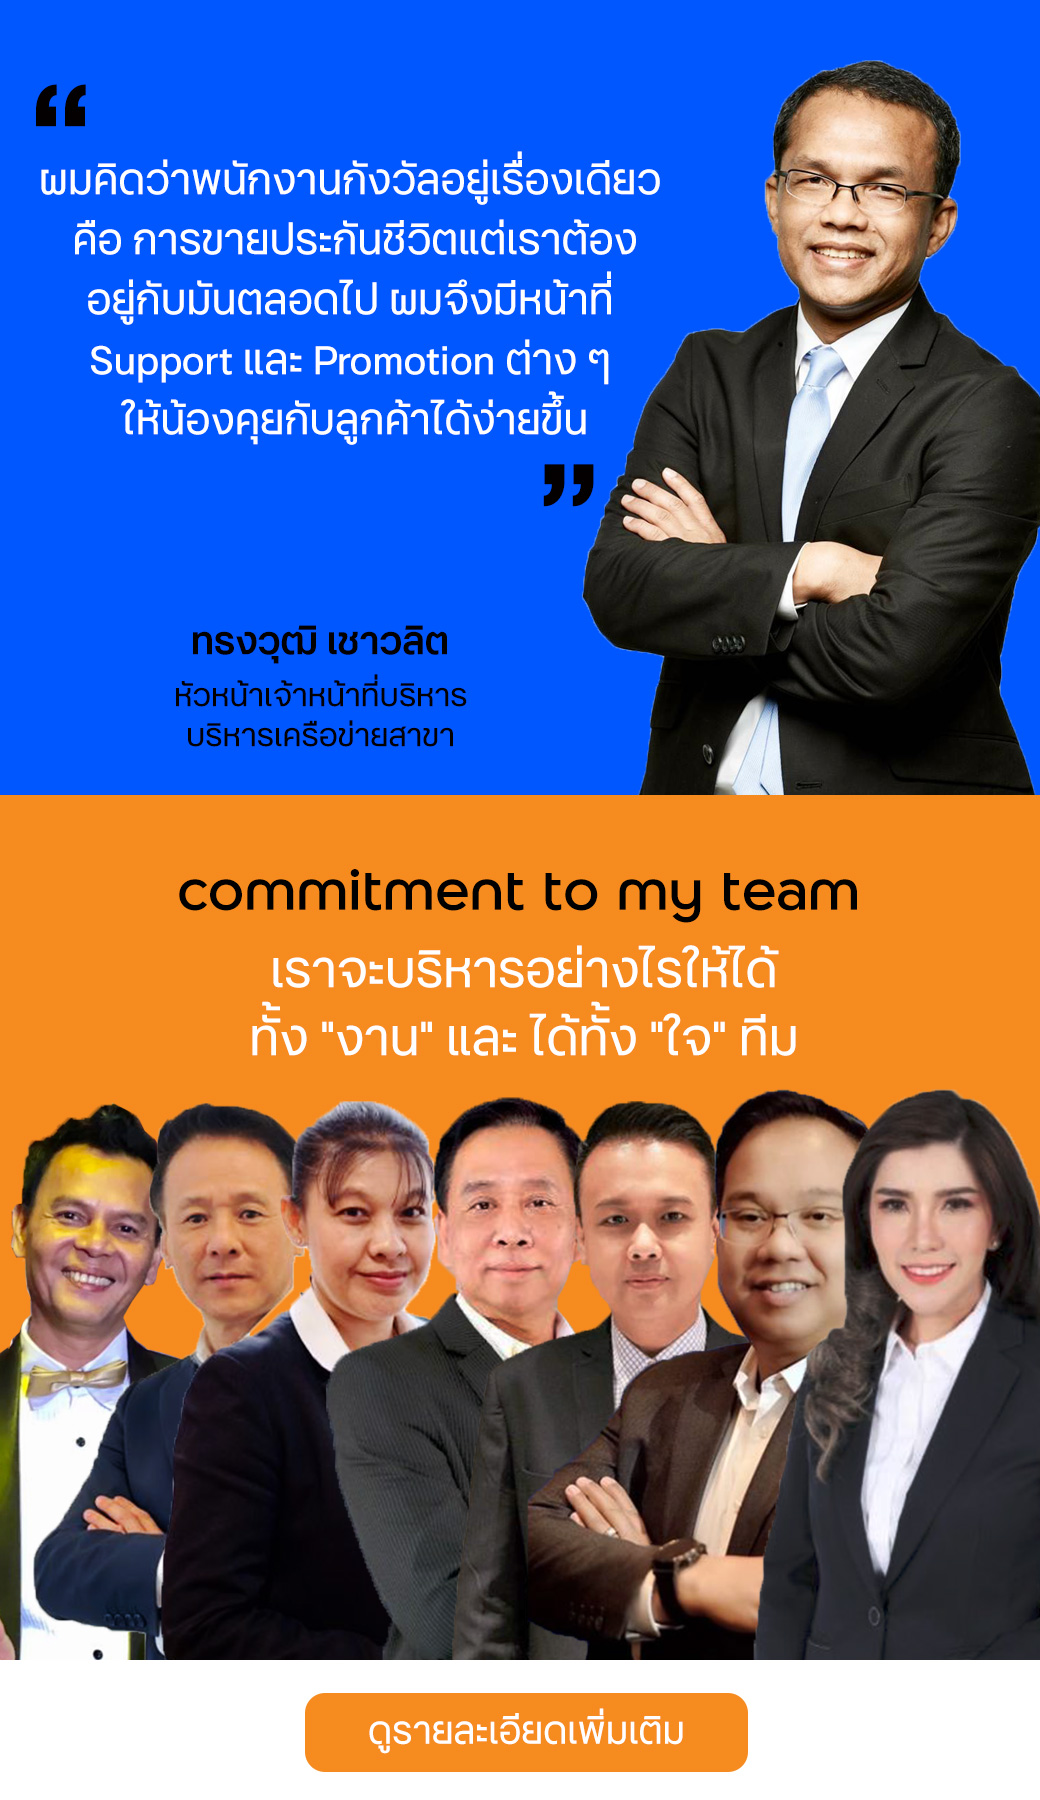 “
ผมคิดว่าพนักงานกังวัลอยู่เรื่องเดียว
คือ การขายประกันชีวิตแต่เราต้อง
อยู่กับมันตลอดไป ผมจึงมีหน้าที่
Support และ Promotion ต่าง ๆ
ให้น้องคุยกับลูกค้าได้ง่ายขึ้น
”
ทรงวุฒิ เชาวลิต
หัวหน้าเจ้าหน้าที่บริหาร
บริหารเครือข่ายสาขา
commitment to my team
เราจะบริหารอย่างไรให้ได้
ทั้ง "งาน" และ ได้ทั้ง "ใจ" ทีม
ดูรายละเอียดเพิ่มเติม